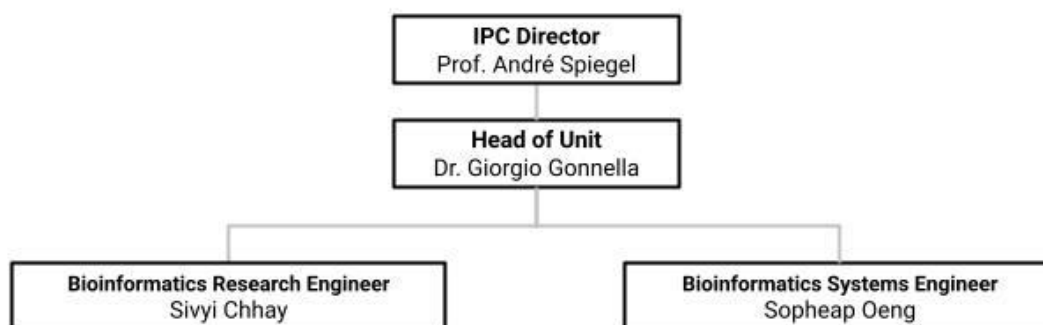 IPC Director
Prof. André Spiegel
Head of Unit
Dr. Giorgio Gonnella
Bioinformatics Research Engineer
Sivyi Chhay
Bioinformatics Systems Engineer
Sopheap Oeng